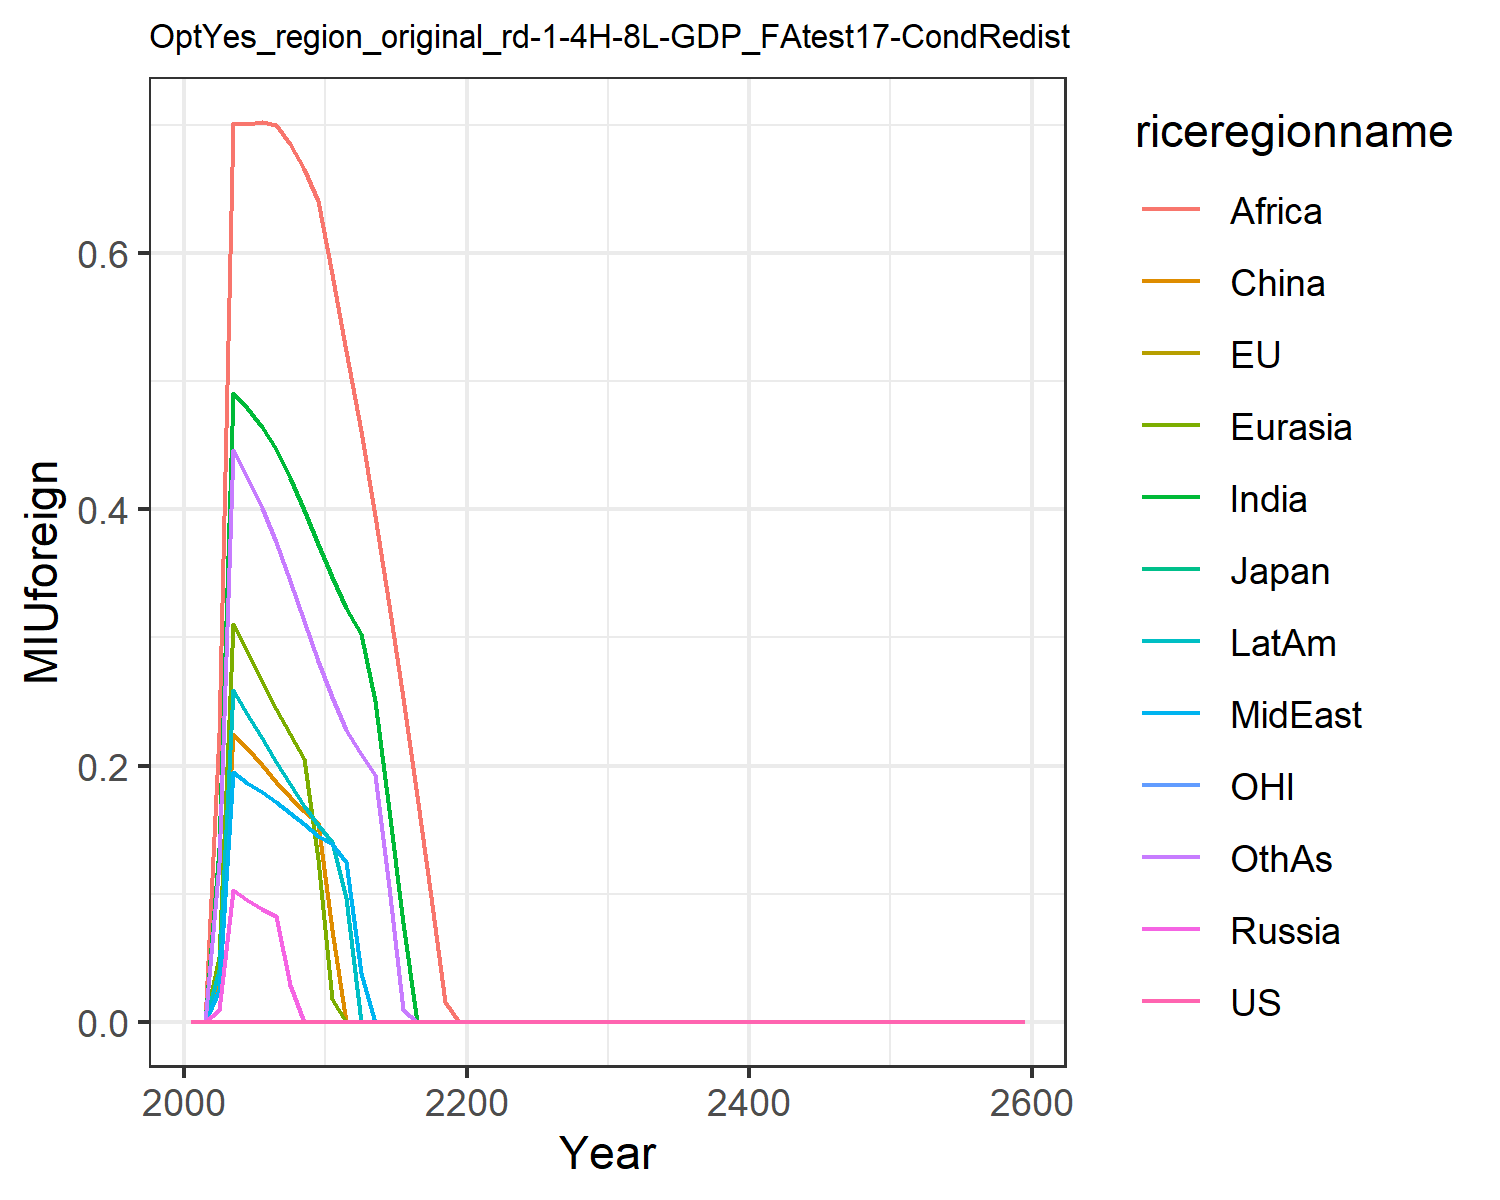 OptYes_region_original_rd-1-4H-8L-GDP_FAtest17-CondRedist
MIUforeign
0.6
0.4
0.2
0.0
2000
2200
2400
2600
Year
riceregionname
Africa
China
EU
Eurasia
India
Japan
LatAm
MidEast
OHI
OthAs
Russia
US